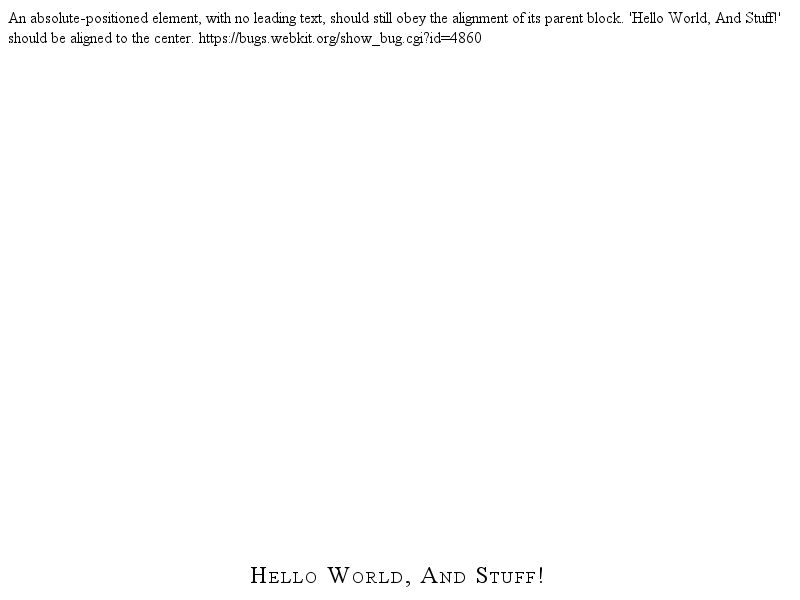 An absolute-positioned element, with no leading text, should still obey the alignment of its parent block. 'Hello World, And Stuff!'
should be aligned to the center. https://bugs.webkit.org/show_bug.cgi?id=4860
Hello World, And Stuff!